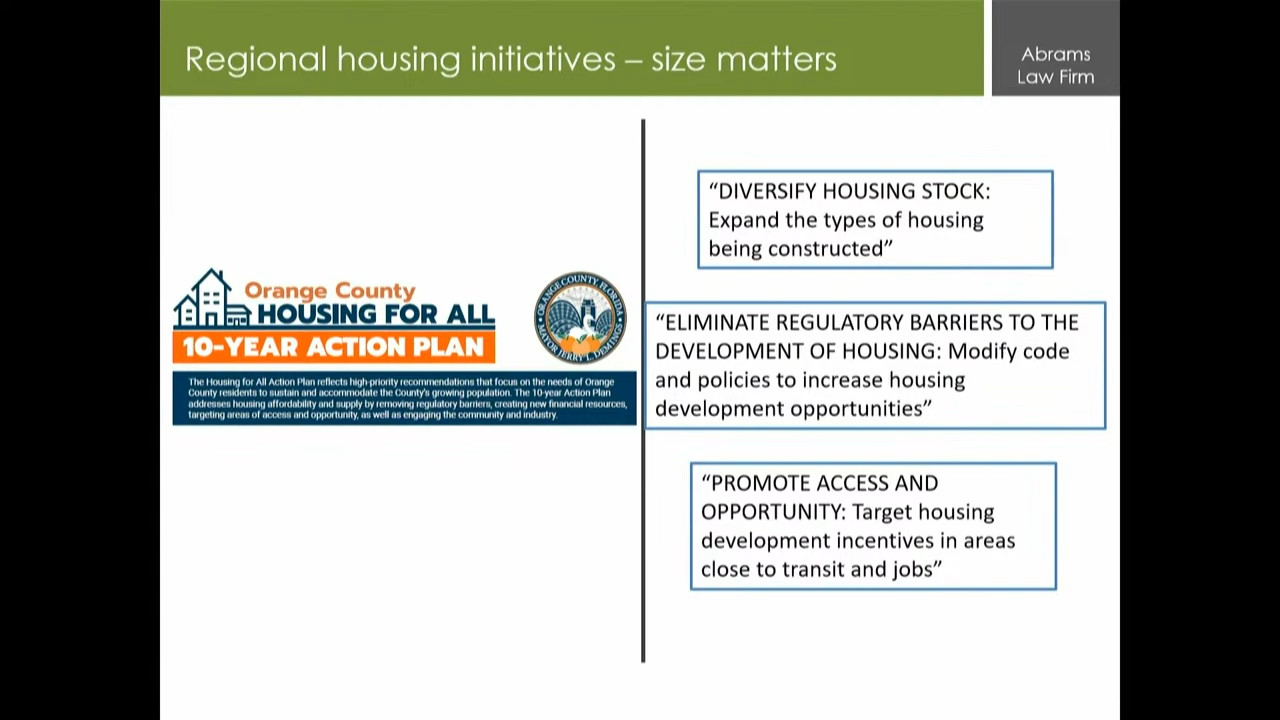 Regional housing initiatives – size matters
Abrams
Law Firm
Orange County
HOUSING FOR ALL
10-YEAR ACTION PLAN
ORANGE COUNTY, FLORIDA
MAYOR JERRY L. DEMINGS
The Housing for All Action Plan reflects high-priority recommendations that focus on the needs of Orange
County residents to sustain and accommodate the County's growing population. The 10-year Action Plan
addresses housing affordability and supply by removing regulatory barriers, creating new financial resources,
targeting areas of access and opportunity, as well as engaging the community and industry.
“DIVERSIFY HOUSING STOCK:
Expand the types of housing
being constructed”
“ELIMINATE REGULATORY BARRIERS TO THE
DEVELOPMENT OF HOUSING: Modify code
and policies to increase housing
development opportunities”
“PROMOTE ACCESS AND
OPPORTUNITY: Target housing
development incentives in areas
close to transit and jobs”